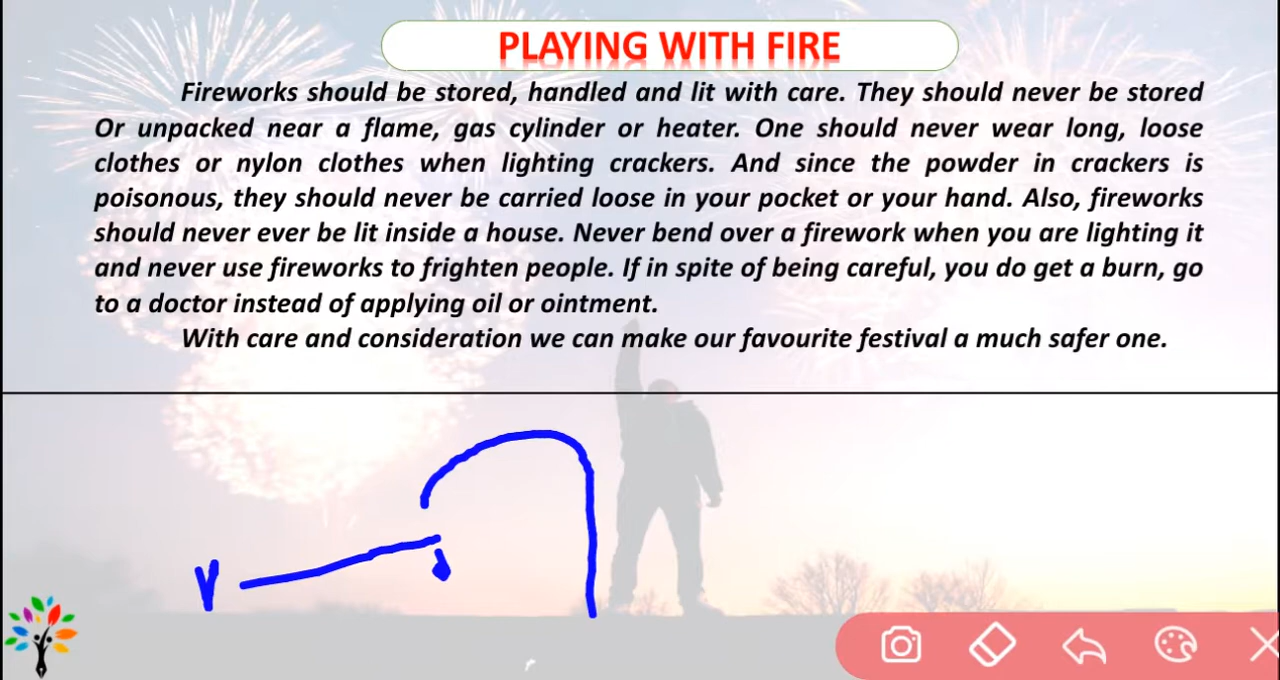 PLAYING WITH FIRE
Fireworks should be stored, handled and lit with care. They should never be stored
Or unpacked near a flame, gas cylinder or heater. One should never wear long, loose
clothes or nylon clothes when lighting crackers. And since the powder in crackers is
poisonous, they should never be carried loose in your pocket or your hand. Also, fireworks
should never ever be lit inside a house. Never bend over a firework when you are lighting it
and never use fireworks to frighten people. If in spite of being careful, you do get a burn, go
to a doctor instead of applying oil or ointment.
With care and consideration we can make our favourite festival a much safer one.